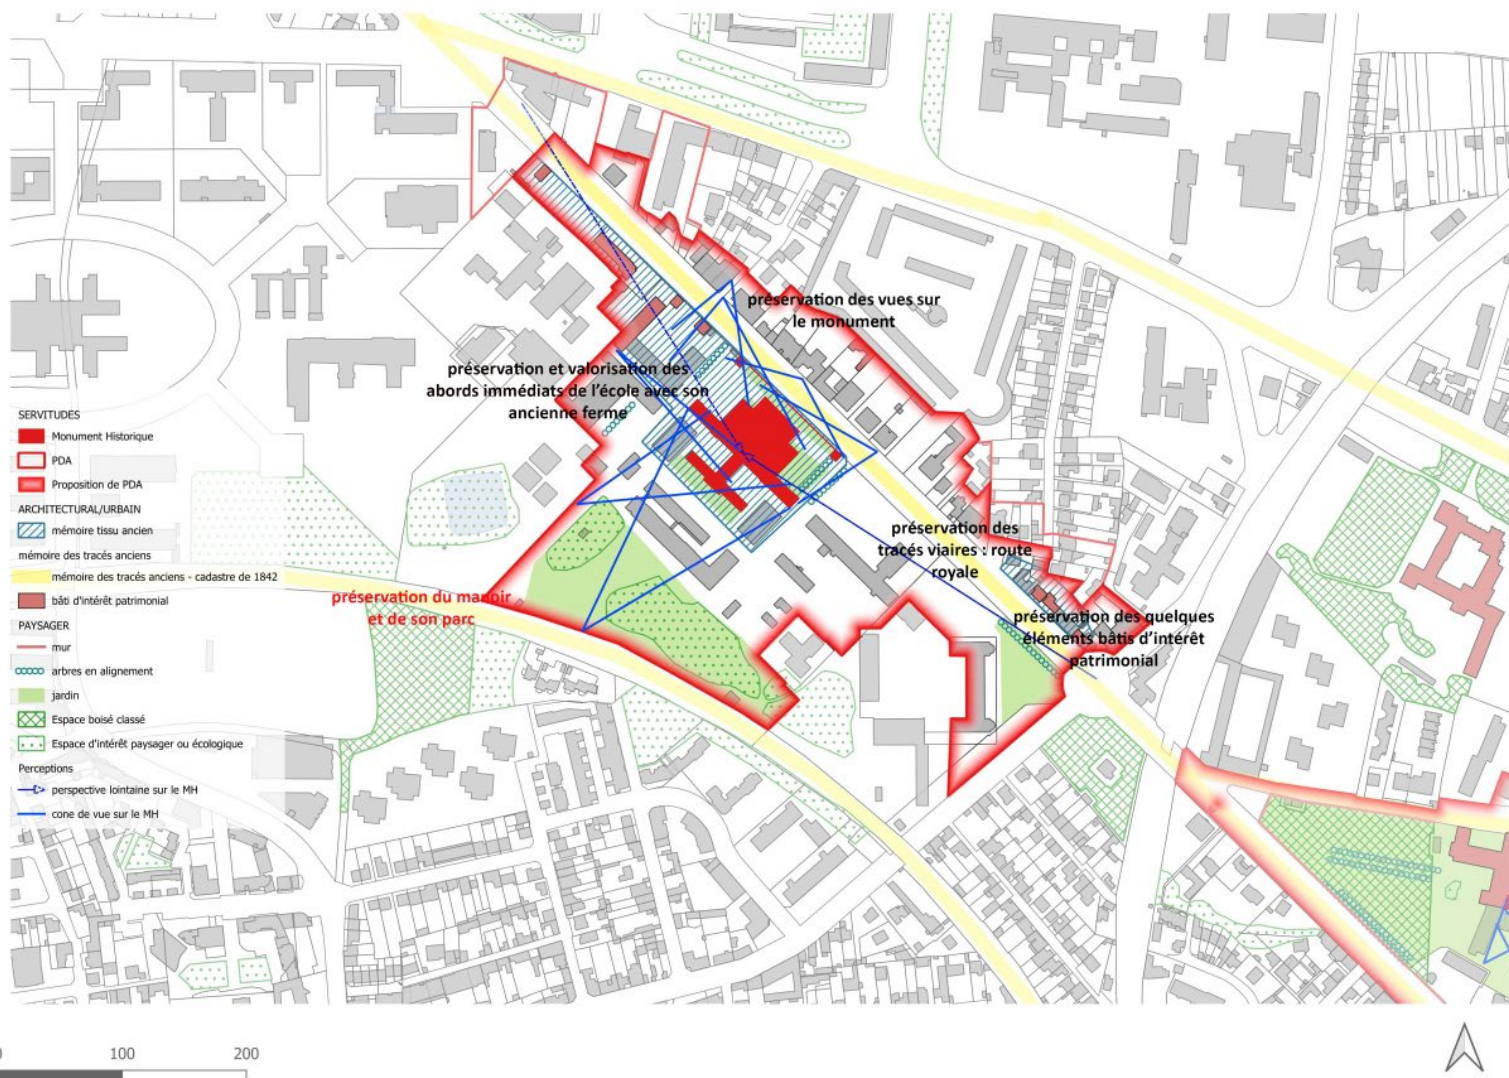 préservation des vues sur
le monument
préservation et valorisation des
abords immédiats de l'école avec son
ancienne ferme
SERVITUDES
Monument Historique
PDA
Proposition de PDA
ARCHITECTURAL/URBAIN
mémoire tissu ancien
mémoire des tracés anciens
mémoire des tracés anciens - cadastre de 1842
bâti d'intérêt patrimonial
PAYSAGER
mur
arbres en alignement
jardin
Espace boisé classé
Espace d'intérêt paysager ou écologique
Perceptions
perspective lointaine sur le MH
cone de vue sur le MH
préservation des
tracés viaires : route
royale
préservation du manoir
et de son parc
préservation des quelques
éléments bâtis d'intérêt
patrimonial
0 100 200